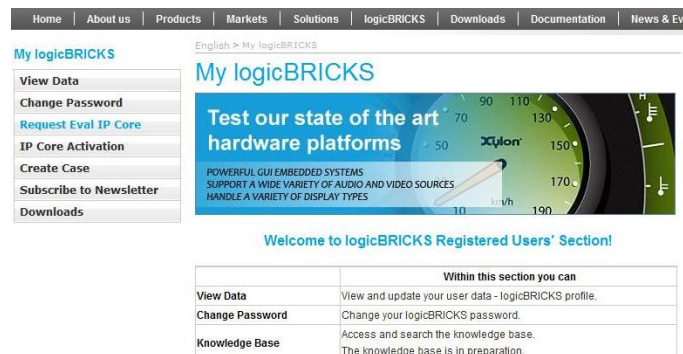 Home | About us | Products | Markets | Solutions | logicBRICKS | Downloads | Documentation | News & Ev
My logicBRICKS
View Data
Change Password
Request Eval IP Core
IP Core Activation
Create Case
Subscribe to Newsletter
Downloads
English > My logicBRICKS
My logicBRICKS
Test our state of the art
hardware platforms
POWERFUL GUI EMBEDDED SYSTEMS
SUPPORT A WIDE VARIETY OF AUDIO AND VIDEO SOURCES
HANDLE A VARIETY OF DISPLAY TYPES
10 50 70 90 110 130 150 170 190
Xylon
km/h
H
Welcome to logicBRICKS Registered Users' Section!
Within this section you can
View Data View and update your user data - logicBRICKS profile.
Change Password Change your logicBRICKS password.
Knowledge Base Access and search the knowledge base.
The knowledge base is in preparation.